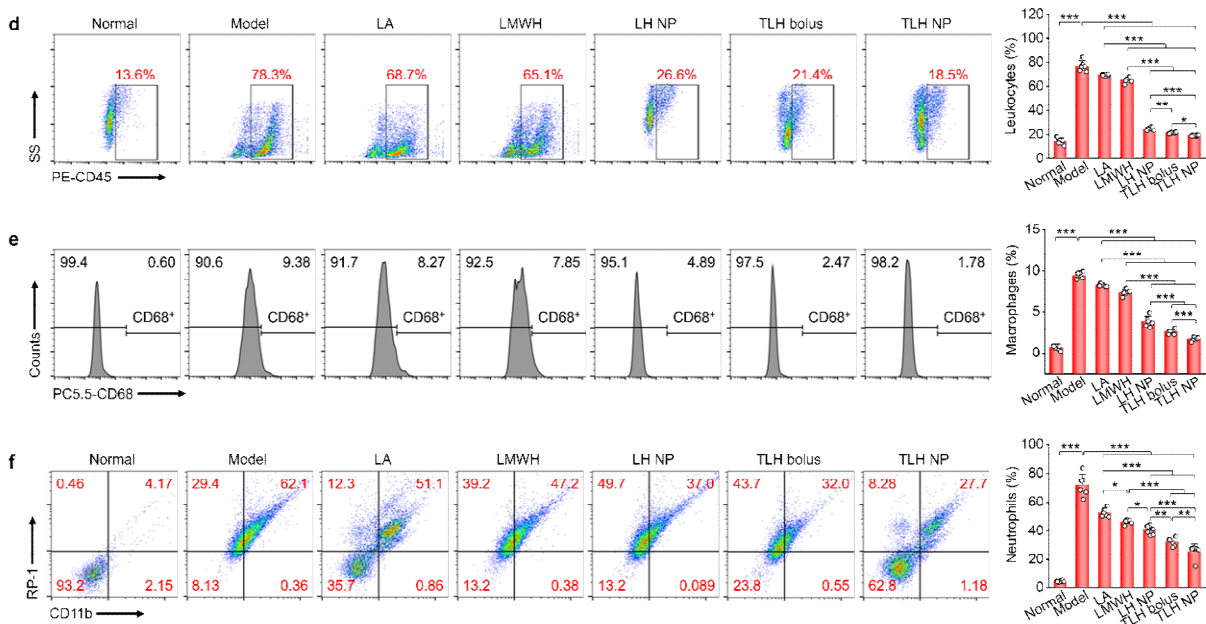 d
Normal Model LA LMWH LH NP TLH bolus TLH NP
13.6% 78.3% 68.7% 65.1% 26.6% 21.4% 18.5%
SS
PE-CD45
Leukocytes (%)
120
100
80
60
40
20
0
*** ***
***
***
***
**
*
Normal Model LA LMWH LH NP TLH bolus TLH NP
e
99.4 0.60 90.6 9.38 91.7 8.27 92.5 7.85 95.1 4.89 97.5 2.47 98.2 1.78
CD68+ CD68+ CD68+ CD68+ CD68+ CD68+ CD68+
Counts
PC5.5-CD68
Macrophages (%)
15
10
5
0
*** ***
***
***
***
***
Normal Model LA LMWH LH NP TLH bolus TLH NP
f
Normal Model LA LMWH LH NP TLH bolus TLH NP
0.46 4.17 29.4 62.1 12.3 51.1 39.2 47.2 49.7 37.0 43.7 32.0 8.28 27.7
93.2 2.15 8.13 0.36 35.7 0.86 13.2 0.38 13.2 0.089 23.8 0.55 62.8 1.18
RP-1
CD11b
Neutrophils (%)
100
80
60
40
20
0
*** ***
***
* ***
* ***
** **
Normal Model LA LMWH LH NP TLH bolus TLH NP